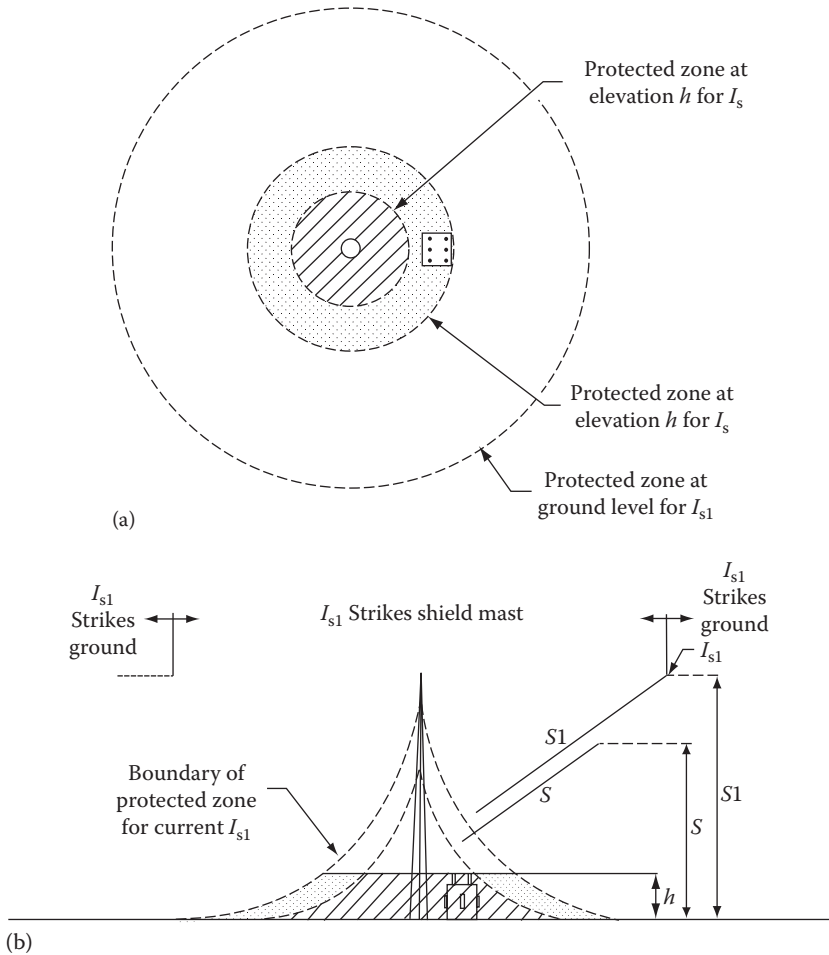 Protected zone at
elevation h for Is
Protected zone at
elevation h for Is
Protected zone at
ground level for Is1
(a)
Is1
Strikes
ground
Is1 Strikes shield mast
Is1
Strikes
ground
Is1
S1
S
S
S1
Boundary of
protected zone
for current Is1
h
(b)